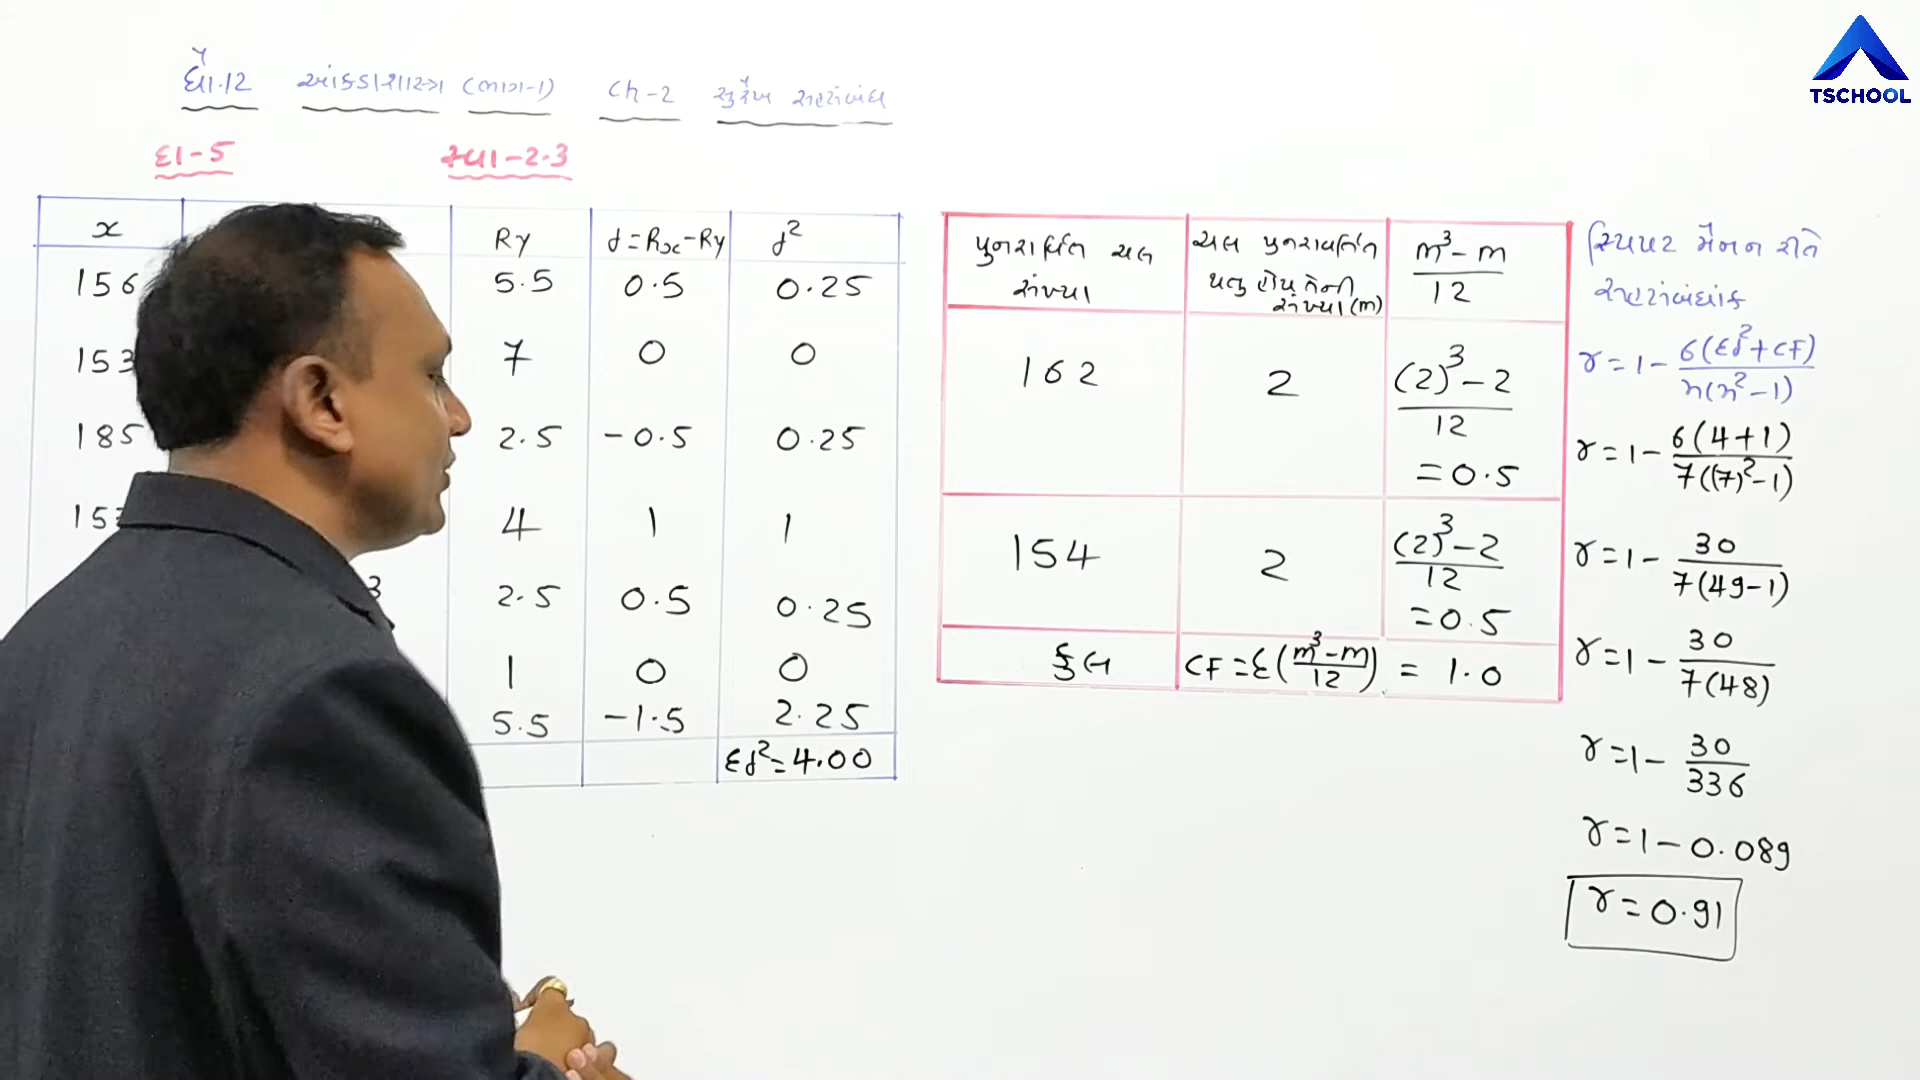 TSCHOOL
ધો.12 આંકડાશાસ્ત્ર (ભાગ-1) Ch-2 સુરેખ સહસંબંધ
દા-5 સ્વા-2.3
x Ry d=Rx-Ry d²
156 5.5 0.5 0.25
153 7 0 0
185 2.5 -0.5 0.25
4 1 1
2.5 0.5 0.25
1 0 0
5.5 -1.5 2.25
Σd²=4.00
પુનરાવર્તિત ચલ સંખ્યા
ચલ પુનરાવર્તિત થતુ હોય તેની સંખ્યા (m)
m³-m / 12
162 2 (2)³-2 / 12
=0.5
154 2 (2)³-2 / 12
=0.5
કુલ CF=Σ(m³-m / 12) = 1.0
સ્પિયરમેનન રીતે
સહસંબંધાંક
r=1- 6(Σd²+CF) / n(n²-1)
r=1- 6(4+1) / 7((7)²-1)
r=1- 30 / 7(49-1)
r=1- 30 / 7(48)
r=1- 30 / 336
r=1-0.089
r=0.91